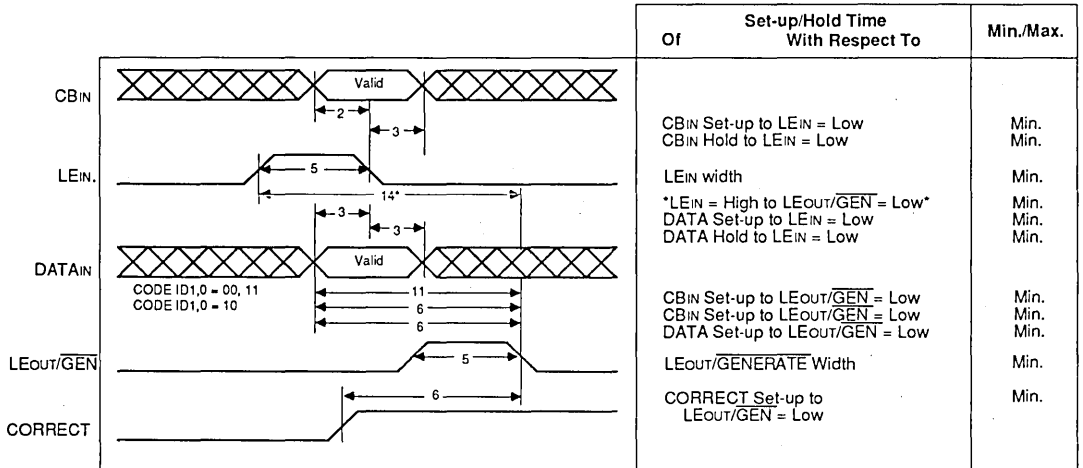 Set-up/Hold Time
Of With Respect To
Min./Max.
CBIN
Valid
2
3
CBIN Set-up to LEIN = Low Min.
CBIN Hold to LEIN = Low Min.
LEIN.
5
LEIN width Min.
14*
*LEIN = High to LEOUT/GEN = Low* Min.
3
DATA Set-up to LEIN = Low Min.
3
DATA Hold to LEIN = Low Min.
DATAIN
Valid
CODE ID1,0 = 00, 11
11
CBIN Set-up to LEOUT/GEN = Low Min.
CODE ID1,0 = 10
6
CBIN Set-up to LEOUT/GEN = Low Min.
6
DATA Set-up to LEOUT/GEN = Low Min.
LEOUT/GEN
5
LEOUT/GENERATE Width Min.
6
CORRECT Set-up to Min.
LEOUT/GEN = Low
CORRECT